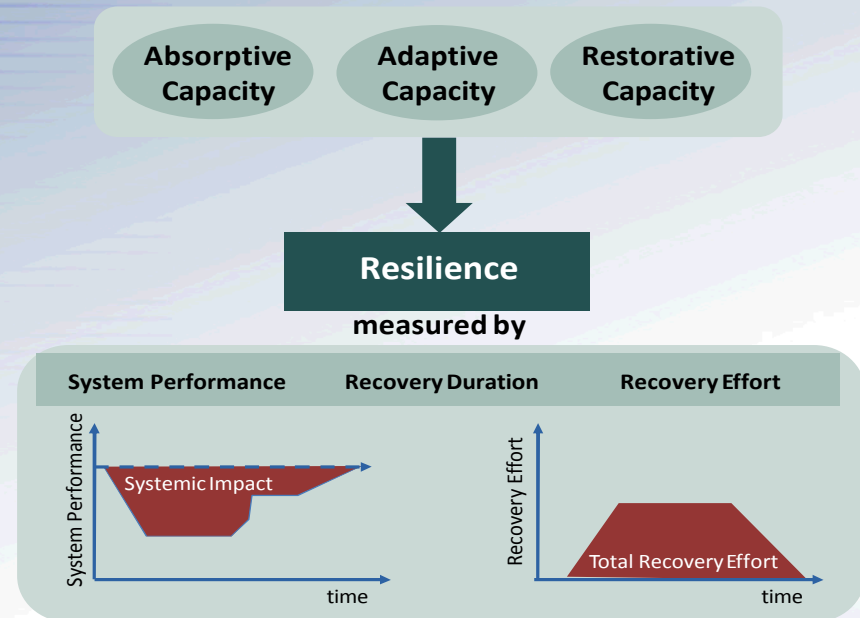 Absorptive
Capacity
Adaptive
Capacity
Restorative
Capacity
Resilience
measured by
System Performance
Recovery Duration
Recovery Effort
System Performance
Systemic Impact
time
Recovery Effort
Total Recovery Effort
time